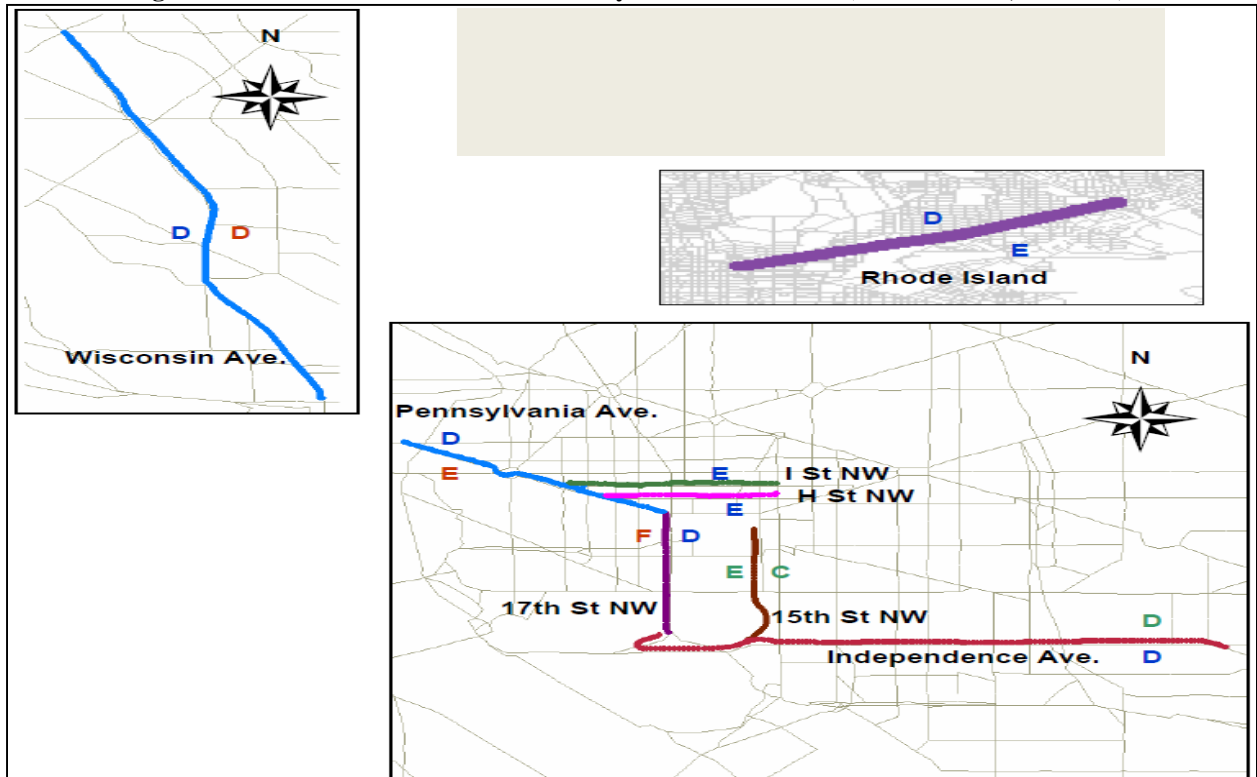 N
D D
Wisconsin Ave.
D
E
Rhode Island
N
Pennsylvania Ave.
D
E
E I St NW
H St NW
E
F D
E C
17th St NW
15th St NW
D
Independence Ave. D